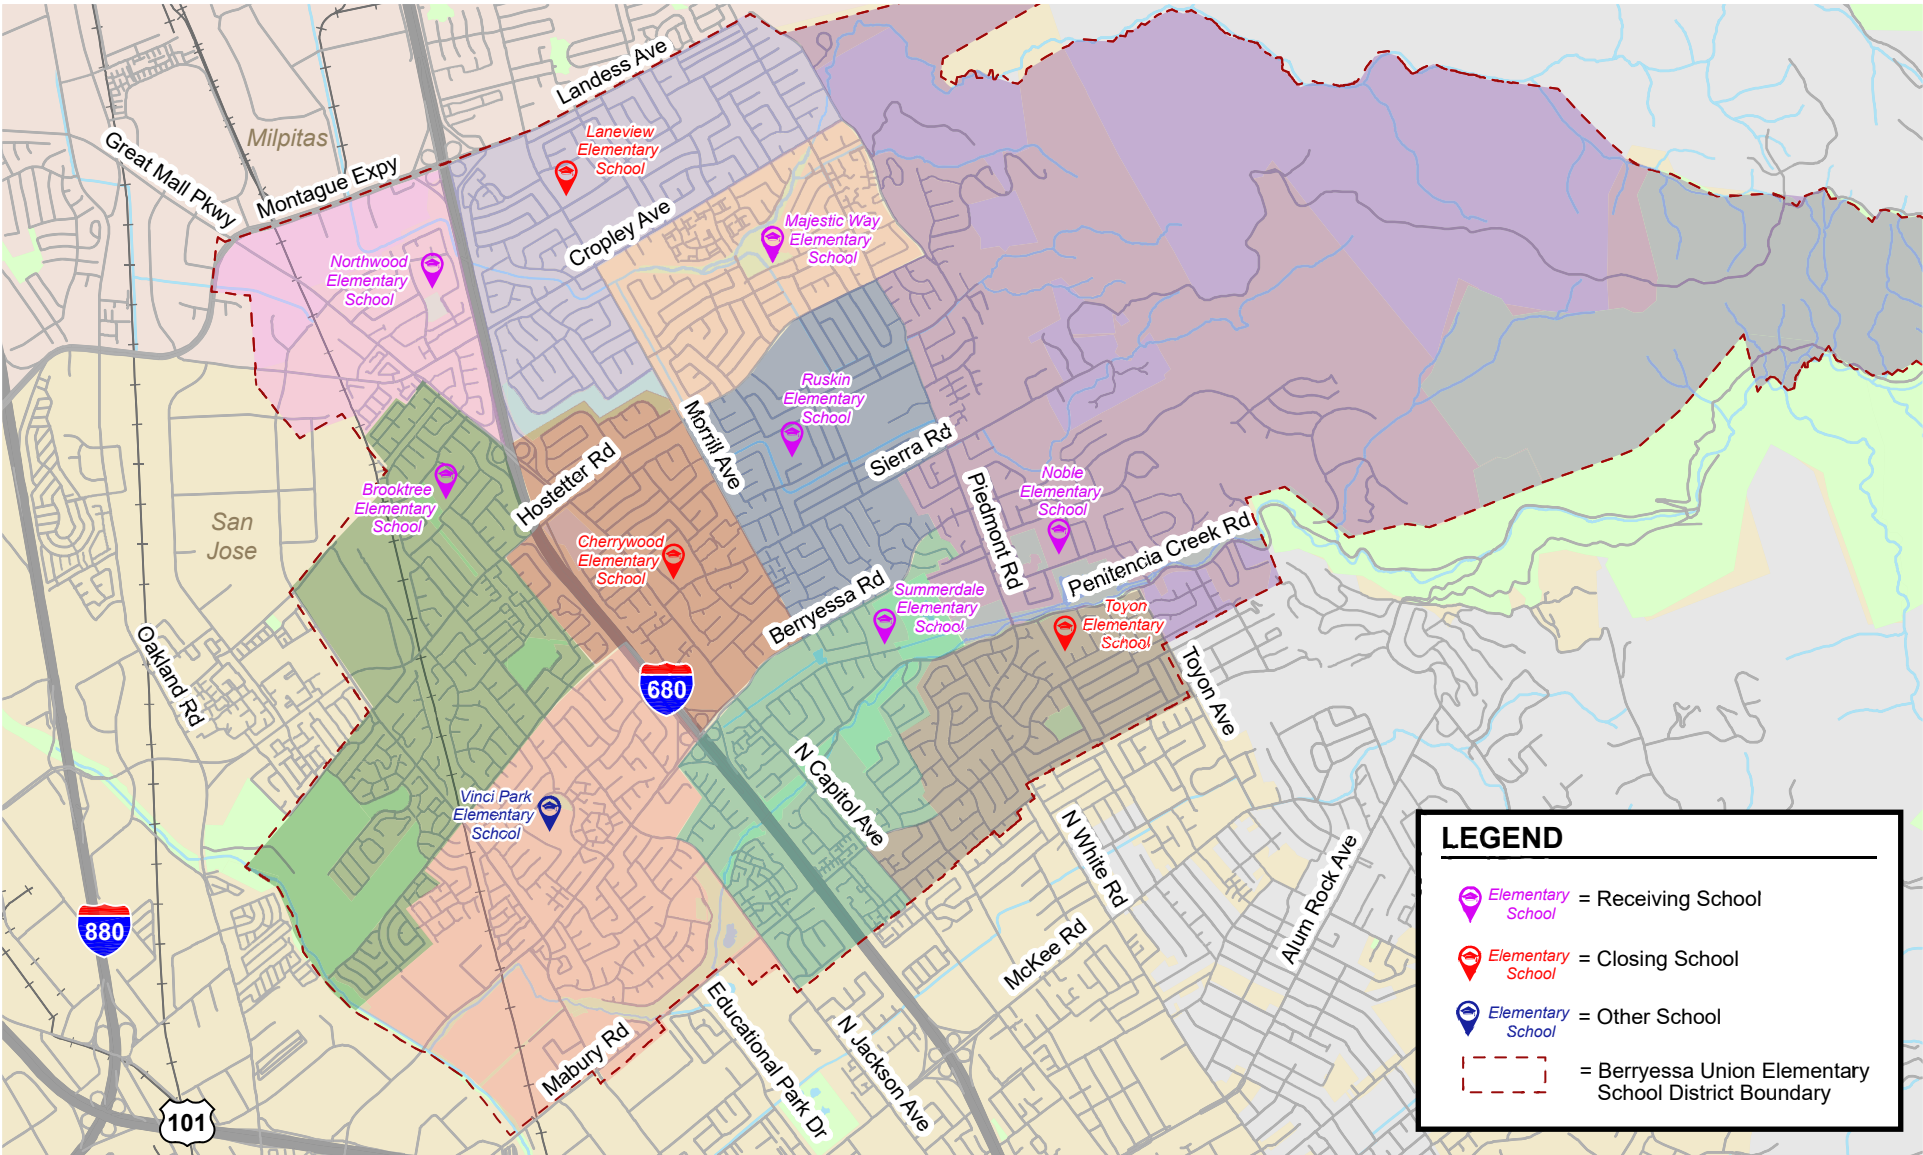 Landess Ave
Laneview
Elementary
School
Milpitas
Great Mall Pkwy
Montague Expy
Cropley Ave
Majestic Way
Elementary
School
Northwood
Elementary
School
Ruskin
Elementary
School
Morrill Ave
Sierra Rd
Hostetter Rd
Piedmont Rd
Noble
Elementary
School
Brooktree
Elementary
School
San
Jose
Cherrywood
Elementary
School
Penitencia Creek Rd
Berryessa Rd
Summerdale
Elementary
School
Toyon
Elementary
School
Oakland Rd
680
Toyon Ave
N Capitol Ave
Vinci Park
Elementary
School
N White Rd
Alum Rock Ave
880
McKee Rd
Educational Park Dr
N Jackson Ave
Mabury Rd
101
LEGEND
Elementary
School
= Receiving School
Elementary
School
= Closing School
Elementary
School
= Other School
= Berryessa Union Elementary
School District Boundary